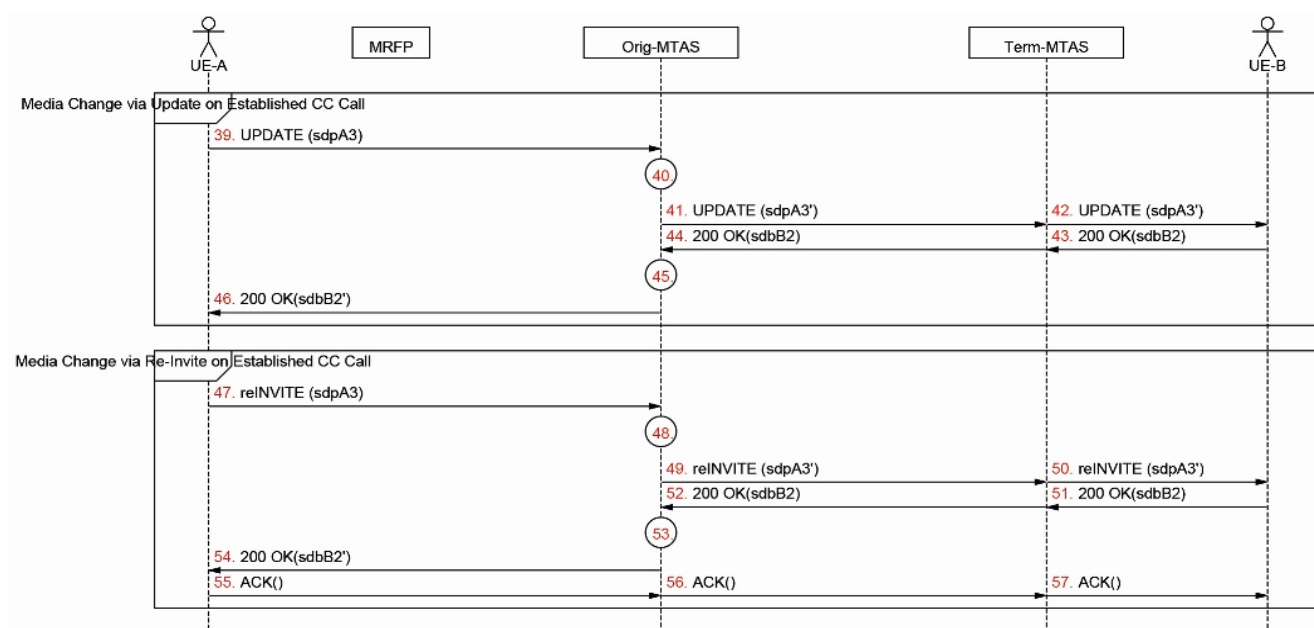 MRFP
Orig-MTAS
Term-MTAS
UE-A
UE-B
Media Change via Update on Established CC Call
39. UPDATE (sdpA3)
40.
41. UPDATE (sdpA3')
42. UPDATE (sdpA3')
44. 200 OK(sdbB2)
43. 200 OK(sdbB2)
45.
46. 200 OK(sdbB2')
Media Change via Re-Invite on Established CC Call
47. reINVITE (sdpA3)
48.
49. reINVITE (sdpA3')
50. reINVITE (sdpA3')
52. 200 OK(sdbB2)
51. 200 OK(sdbB2)
53.
54. 200 OK(sdbB2')
55. ACK()
56. ACK()
57. ACK()